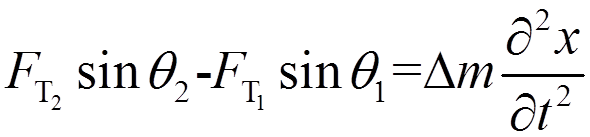 F_{T_2} sin θ_2-F_{T_1} sin θ_1=Δm ∂²x/∂t²